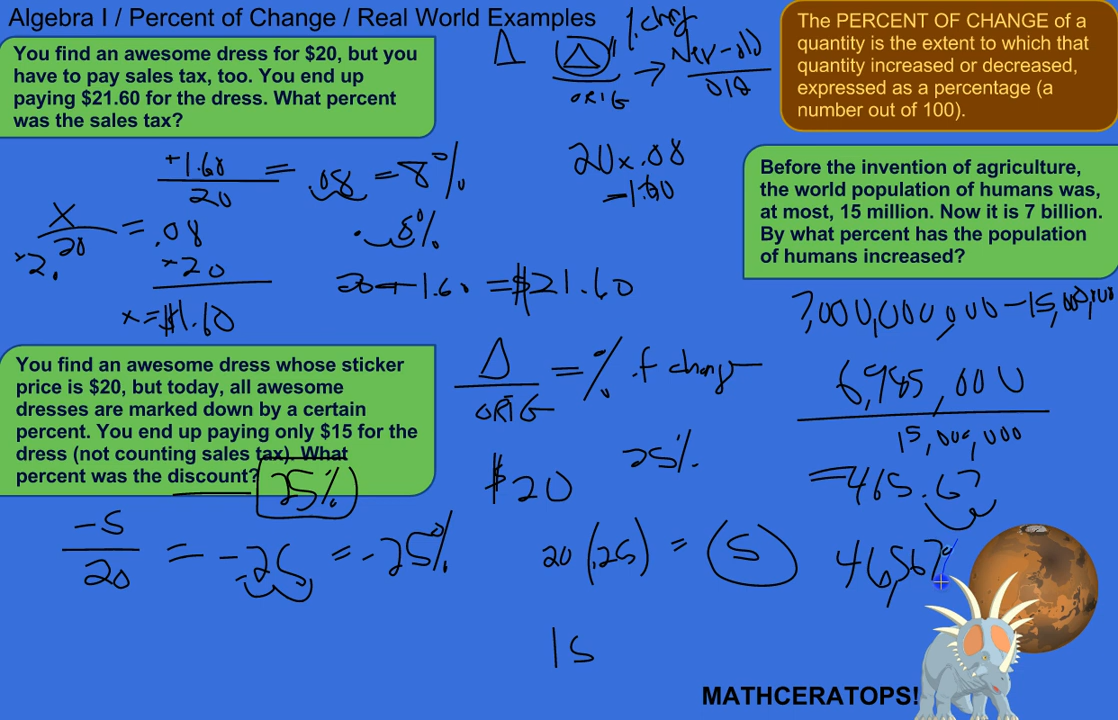 Algebra I / Percent of Change / Real World Examples
You find an awesome dress for $20, but you
have to pay sales tax, too. You end up
paying $21.60 for the dress. What percent
was the sales tax?
Δ
Δ
ORIG
→
New-old
old
The PERCENT OF CHANGE of a
quantity is the extent to which that
quantity increased or decreased,
expressed as a percentage (a
number out of 100).
+1.60
20
= .08 = 8%
x
20
= .08
20 x .08
.8%
20 + 1.60 = $21.60
x = $1.60
Before the invention of agriculture,
the world population of humans was,
at most, 15 million. Now it is 7 billion.
By what percent has the population
of humans increased?
7,000,000,000 - 15,000,000
6,985,000
15,000,000
= 465.67
46,567%
You find an awesome dress whose sticker
price is $20, but today, all awesome
dresses are marked down by a certain
percent. You end up paying only $15 for the
dress (not counting sales tax). What
percent was the discount?
25%
Δ
ORIG
= % of change
$20
25%
-5
20
= -.25 = -25%
20 (.25) = 5
15
MATHCERATOPS!